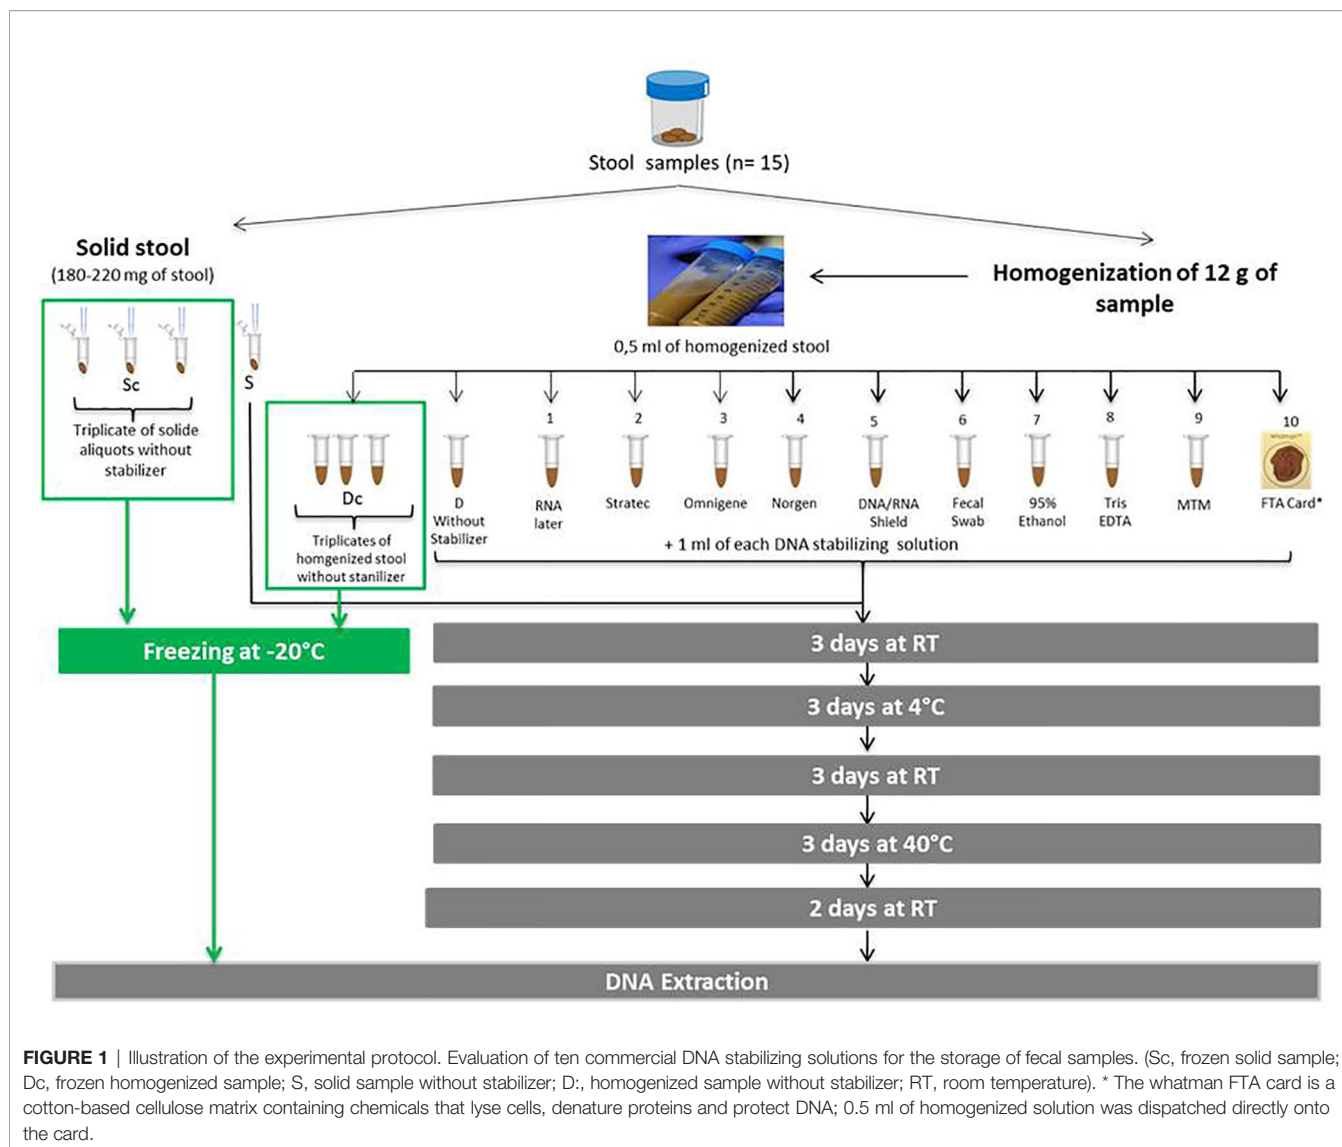 Stool samples (n= 15)
Solid stool
(180-220 mg of stool)
Homogenization of 12 g of
sample
0,5 ml of homogenized stool
Sc
S
Triplicate of solide
aliquots without
stabilizer
Dc
Triplicates of
homgenized stool
without stanilizer
D
Without
Stabilizer
1
RNA
later
2
Stratec
3
Omnigene
4
Norgen
5
DNA/RNA
Shield
6
Fecal
Swab
7
95%
Ethanol
8
Tris
EDTA
9
MTM
10
FTA Card*
+ 1 ml of each DNA stabilizing solution
Freezing at -20°C
3 days at RT
3 days at 4°C
3 days at RT
3 days at 40°C
2 days at RT
DNA Extraction
FIGURE 1 | Illustration of the experimental protocol. Evaluation of ten commercial DNA stabilizing solutions for the storage of fecal samples. (Sc, frozen solid sample;
Dc, frozen homogenized sample; S, solid sample without stabilizer; D:, homogenized sample without stabilizer; RT, room temperature). * The whatman FTA card is a
cotton-based cellulose matrix containing chemicals that lyse cells, denature proteins and protect DNA; 0.5 ml of homogenized solution was dispatched directly onto
the card.